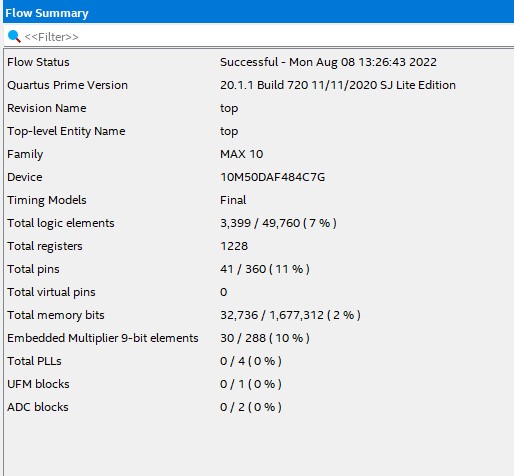 Flow Summary
<<Filter>>
Flow Status Successful - Mon Aug 08 13:26:43 2022
Quartus Prime Version 20.1.1 Build 720 11/11/2020 SJ Lite Edition
Revision Name top
Top-level Entity Name top
Family MAX 10
Device 10M50DAF484C7G
Timing Models Final
Total logic elements 3,399 / 49,760 ( 7 % )
Total registers 1228
Total pins 41 / 360 ( 11 % )
Total virtual pins 0
Total memory bits 32,736 / 1,677,312 ( 2 % )
Embedded Multiplier 9-bit elements 30 / 288 ( 10 % )
Total PLLs 0 / 4 ( 0 % )
UFM blocks 0 / 1 ( 0 % )
ADC blocks 0 / 2 ( 0 % )